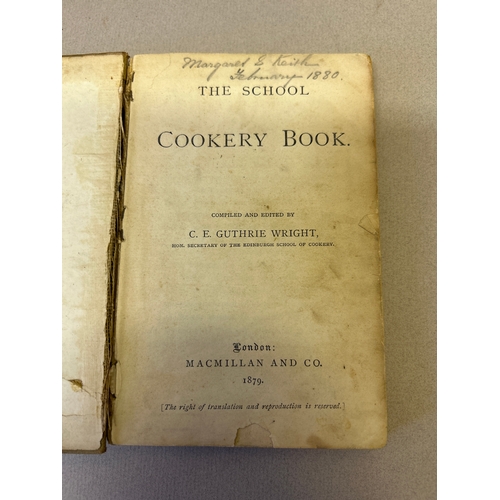 Margaret G Keith
February 1880.
THE SCHOOL
COOKERY BOOK.
COMPILED AND EDITED BY
C. E. GUTHRIE WRIGHT,
HON. SECRETARY OF THE EDINBURGH SCHOOL OF COOKERY.
London:
MACMILLAN AND CO.
1879.
[The right of translation and reproduction is reserved.]